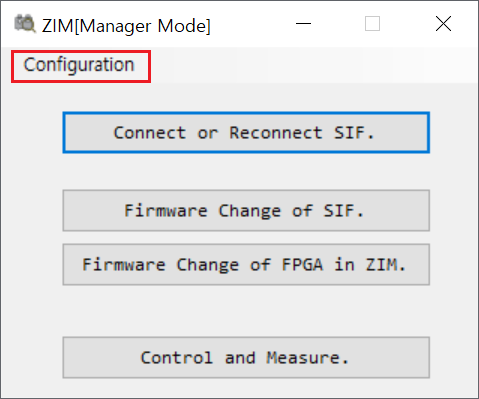 ZIM[Manager Mode]
Configuration
Connect or Reconnect SIF.
Firmware Change of SIF.
Firmware Change of FPGA in ZIM.
Control and Measure.